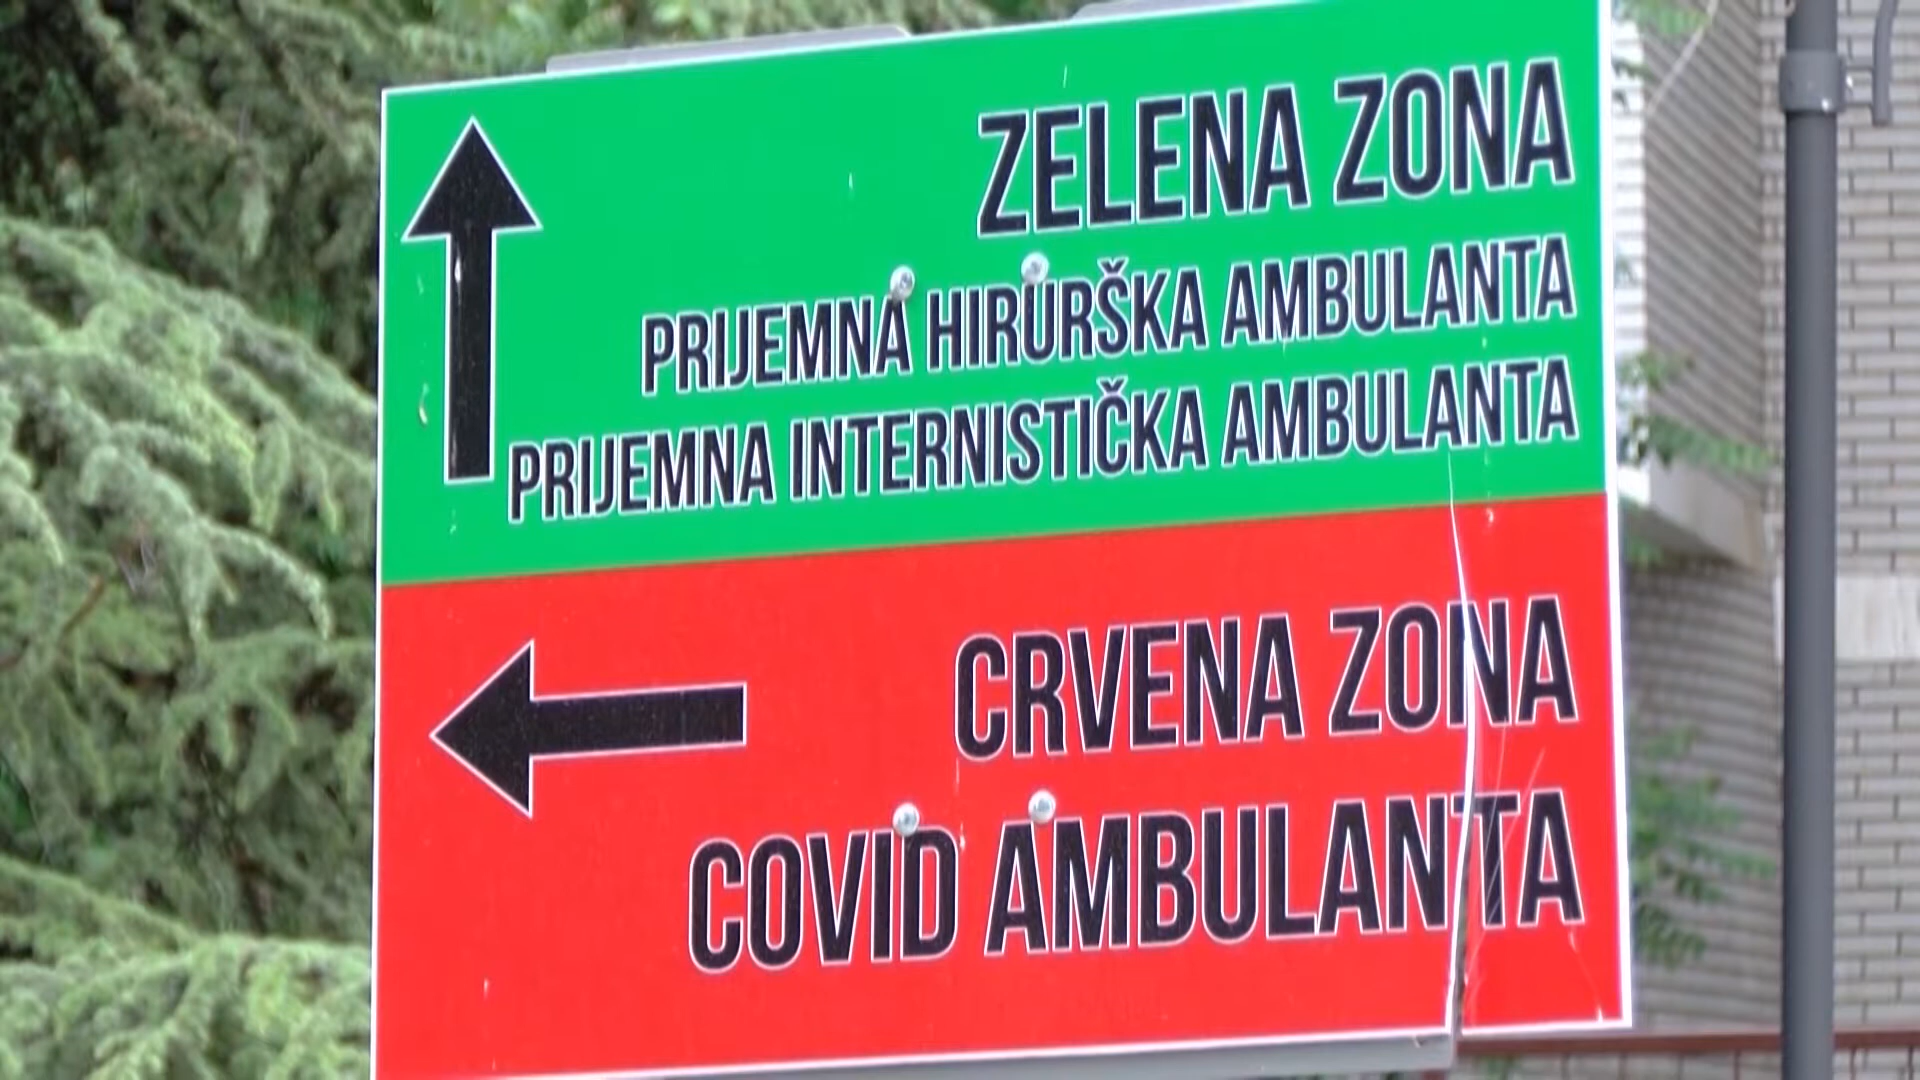 ZELENA ZONA
PRIJEMNA HIRURŠKA AMBULANTA
PRIJEMNA INTERNISTIČKA AMBULANTA
CRVENA ZONA
COVID AMBULANTA